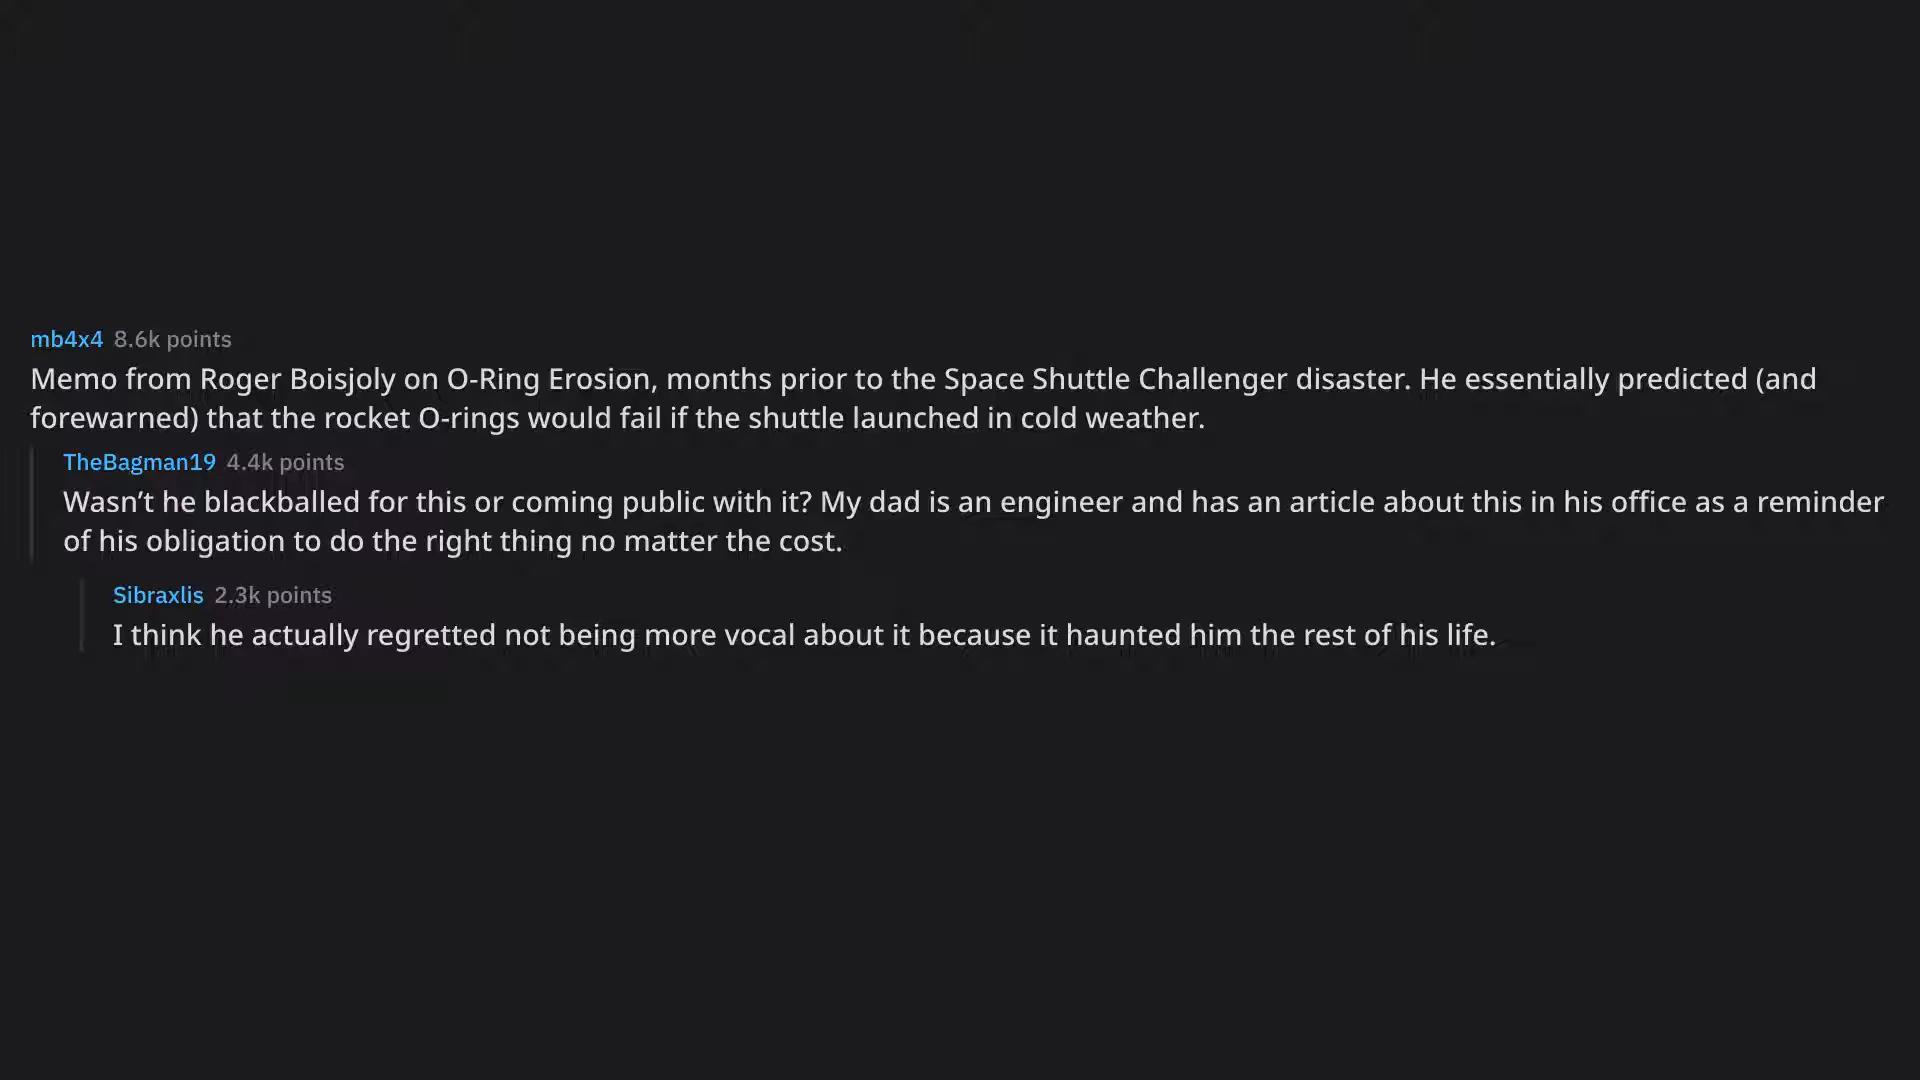 mb4x4 8.6k points
Memo from Roger Boisjoly on O-Ring Erosion, months prior to the Space Shuttle Challenger disaster. He essentially predicted (and
forewarned) that the rocket O-rings would fail if the shuttle launched in cold weather.
TheBagman19 4.4k points
Wasn’t he blackballed for this or coming public with it? My dad is an engineer and has an article about this in his office as a reminder
of his obligation to do the right thing no matter the cost.
Sibraxlis 2.3k points
I think he actually regretted not being more vocal about it because it haunted him the rest of his life.